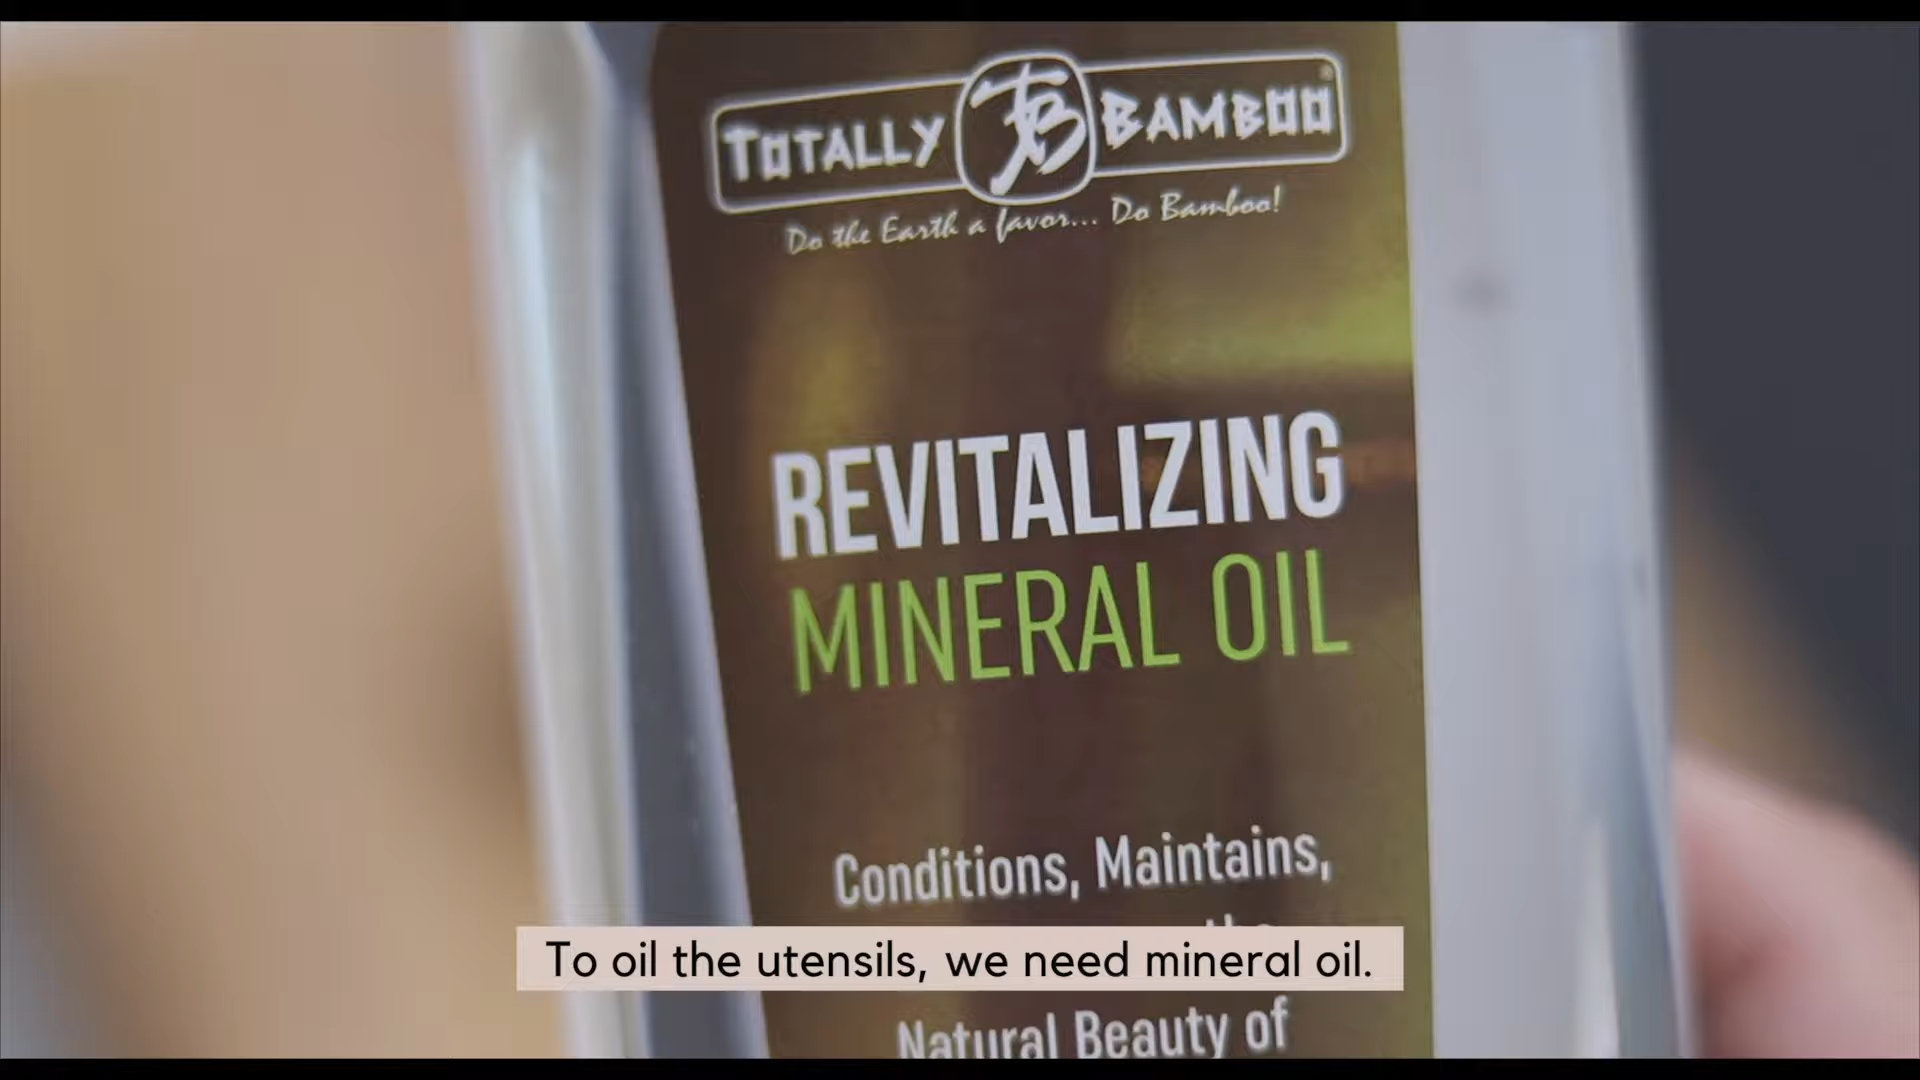 TOTALLY TB BAMBOO®
Do the Earth a favor... Do Bamboo!
REVITALIZING
MINERAL OIL
Conditions, Maintains,
the
To oil the utensils, we need mineral oil.
Natural Beauty of